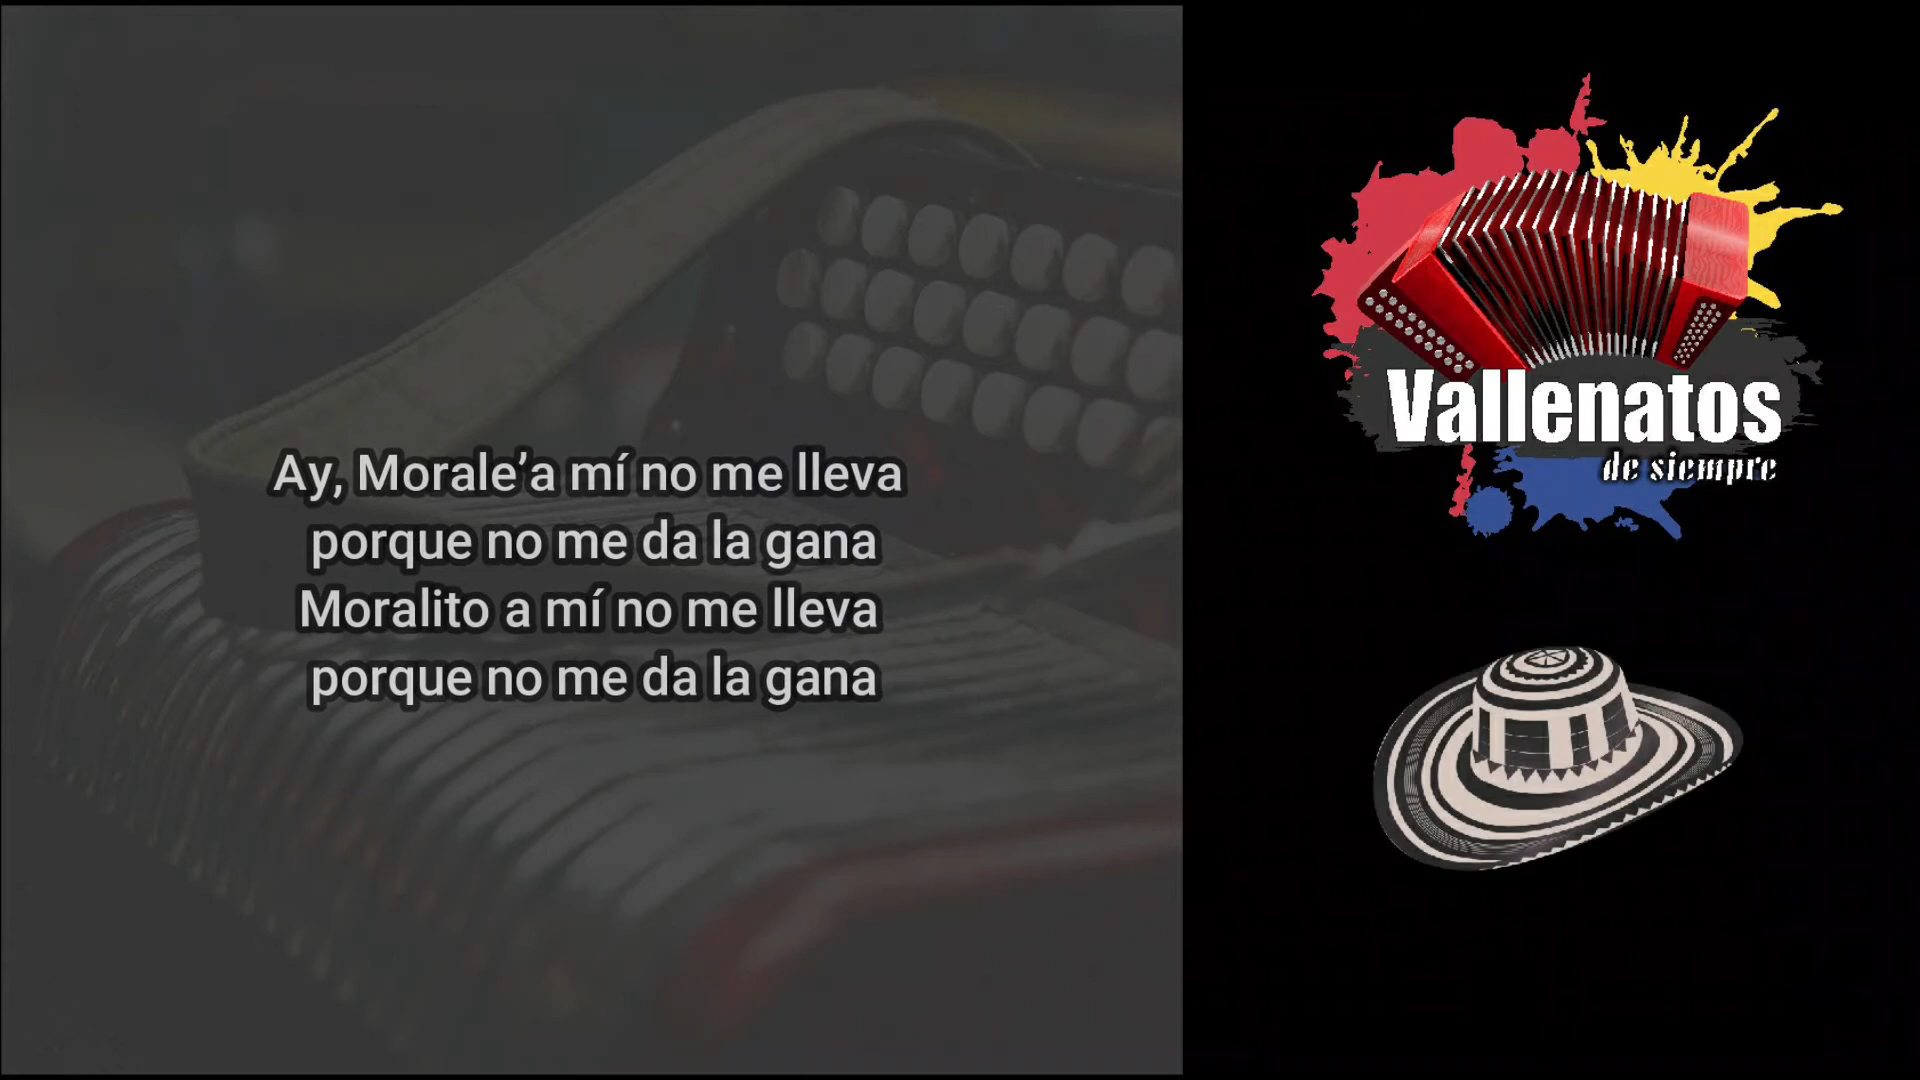 Ay, Morale’a mí no me lleva
porque no me da la gana
Moralito a mí no me lleva
porque no me da la gana
Vallenatos
de siempre